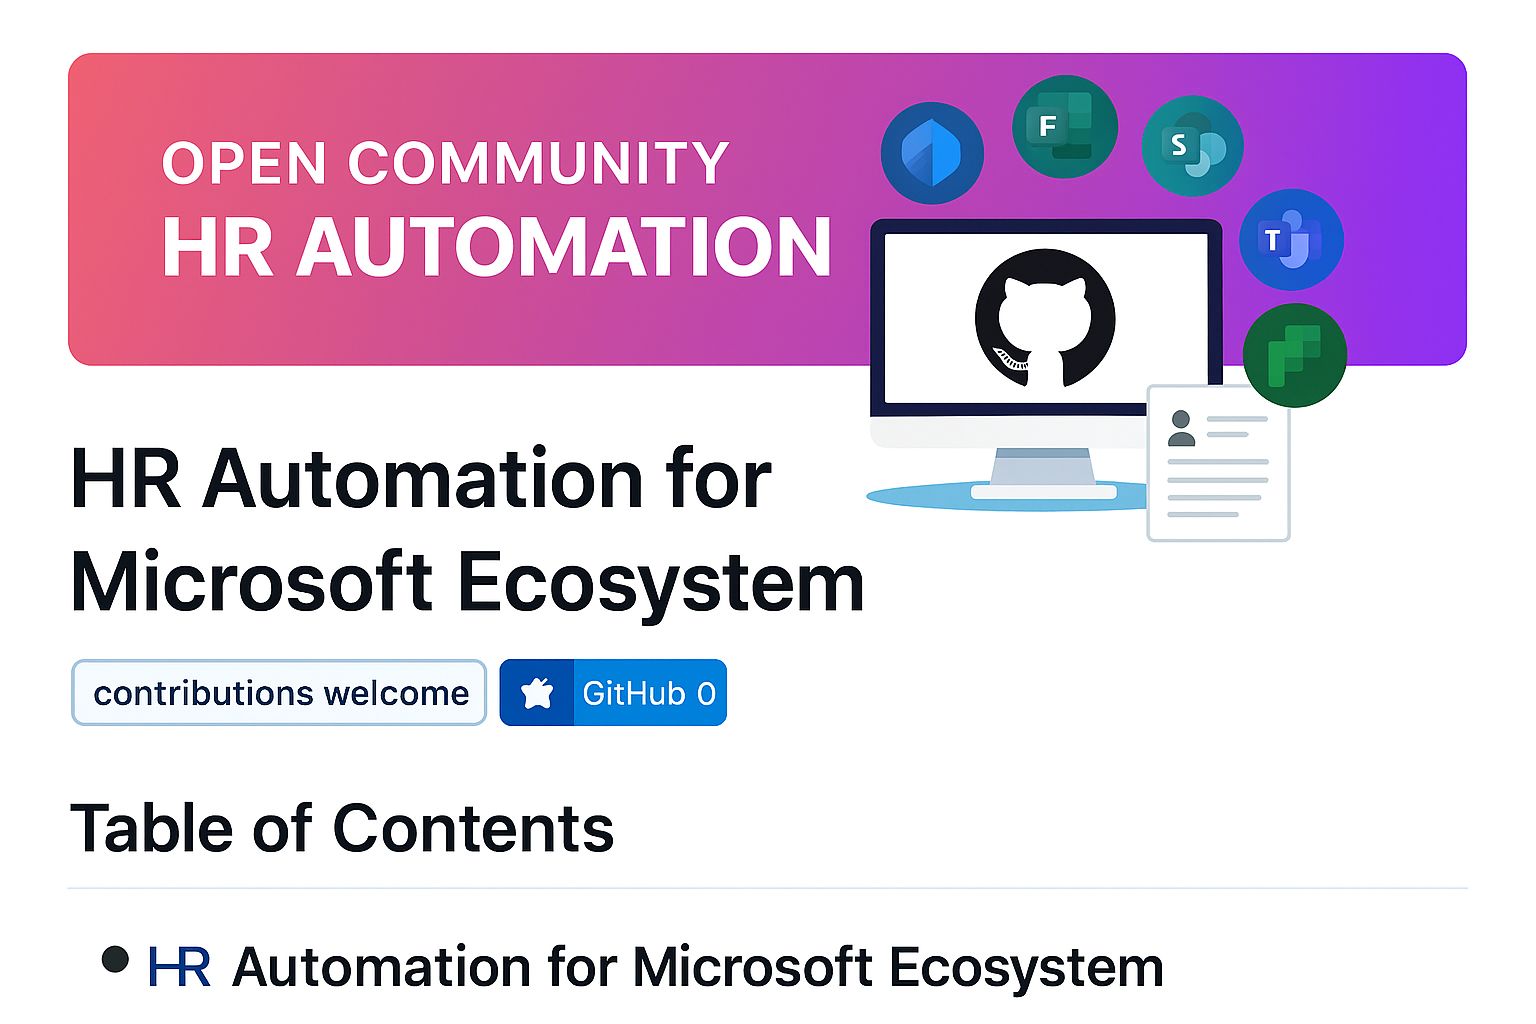 OPEN COMMUNITY
HR AUTOMATION
F
S
T
HR Automation for
Microsoft Ecosystem
contributions welcome
GitHub 0
Table of Contents
HR Automation for Microsoft Ecosystem